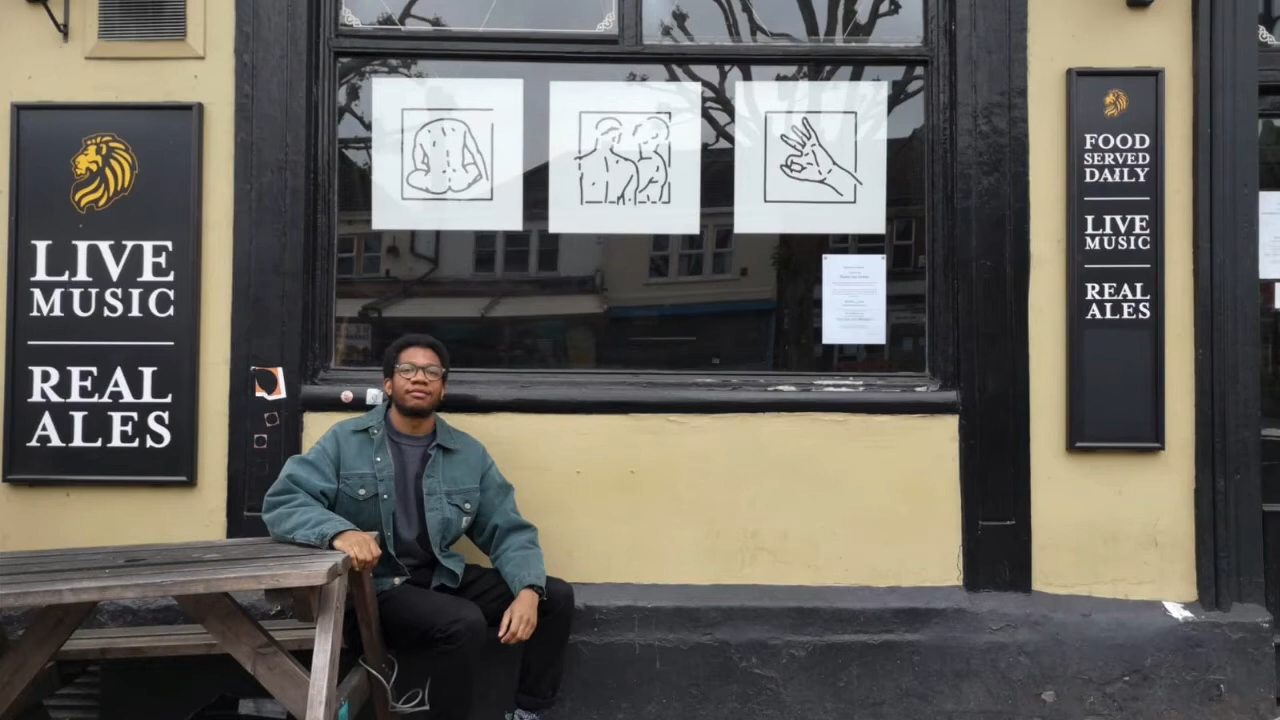 LIVE
MUSIC
REAL
ALES
FOOD
SERVED
DAILY
LIVE
MUSIC
REAL
ALES